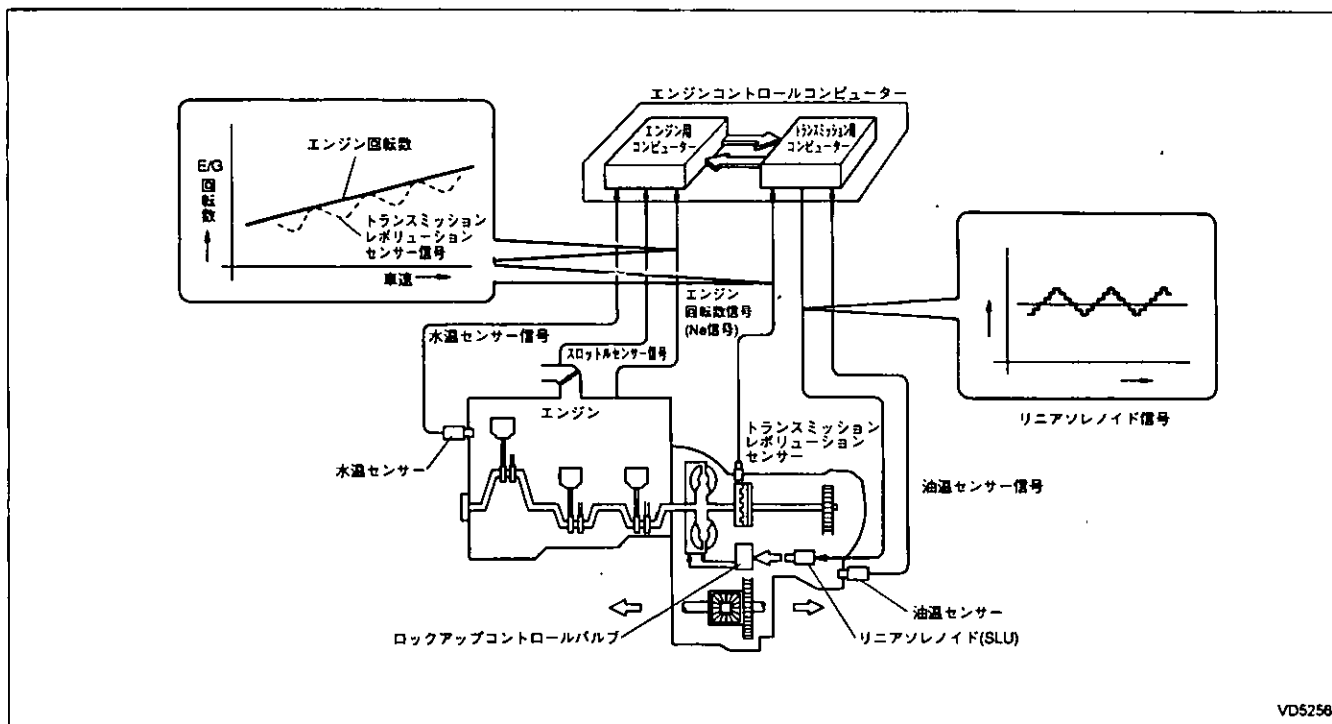 エンジンコントロールコンピューター
エンジン用
コンピューター
トランスミッション用
コンピューター
エンジン回転数
E/G
回転数
トランスミッション
レボリューション
センサー信号
車速
エンジン
回転数信号
(Ne信号)
水温センサー信号
スロットルセンサー信号
リニアソレノイド信号
エンジン
トランスミッション
レボリューション
センサー
水温センサー
油温センサー信号
油温センサー
ロックアップコントロールバルブ
リニアソレノイド(SLU)
VD5258